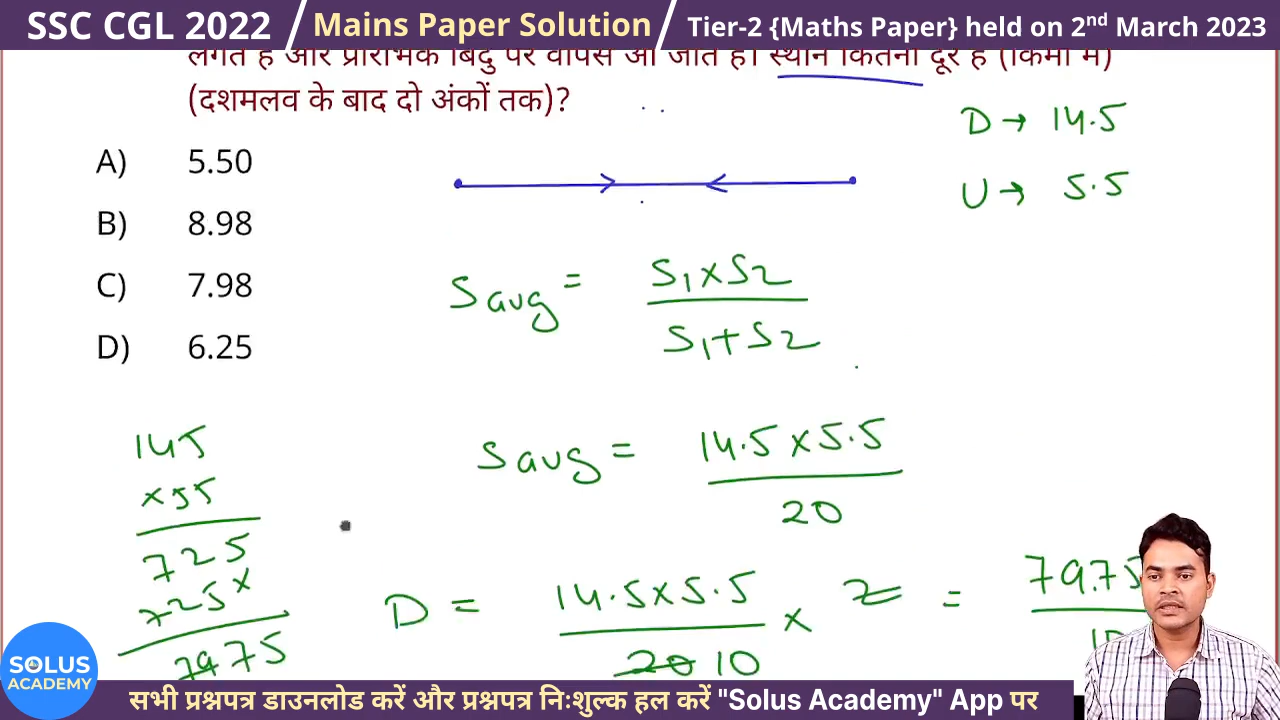 SSC CGL 2022 Mains Paper Solution Tier-2 {Maths Paper} held on 2nd March 2023
लगते हैं और प्रारंभिक बिंदु पर वापस आ जाते हैं। स्थान कितनी दूर है (किमी में)
(दशमलव के बाद दो अंकों तक)?
D → 14.5
U → 5.5
A) 5.50
B) 8.98
C) 7.98
D) 6.25
Savg = S1×S2
S1+S2
Savg = 14.5×5.5
20
145
×55
725
725×
7975
D = 14.5×5.5 × 2 = 79.75
20 10
10
SOLUS
ACADEMY
सभी प्रश्नपत्र डाउनलोड करें और प्रश्नपत्र निःशुल्क हल करें "Solus Academy" App पर